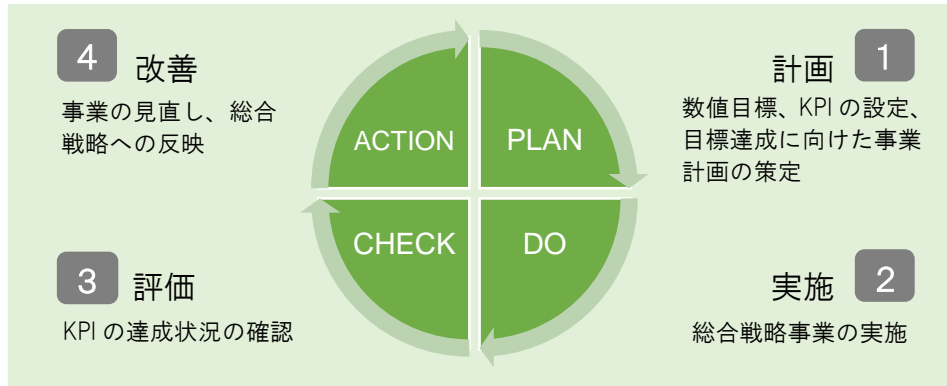 4 改善
事業の見直し、総合
戦略への反映
ACTION
PLAN
計画 1
数値目標、KPI の設定、
目標達成に向けた事業
計画の策定
CHECK
DO
3 評価
KPI の達成状況の確認
実施 2
総合戦略事業の実施